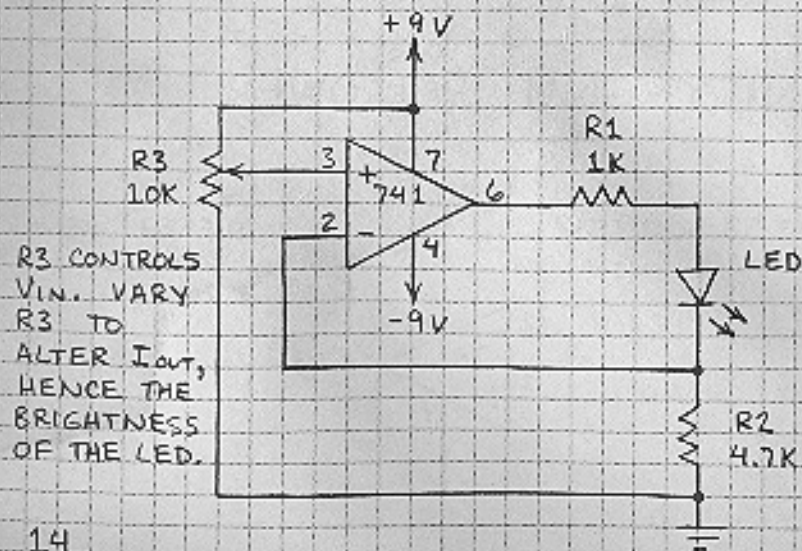 +9V
R1
1K
R3
10K
3
+
7
741
6
2
-
4
-9V
LED
R3 CONTROLS
VIN. VARY
R3 TO
ALTER IOUT,
HENCE THE
BRIGHTNESS
OF THE LED.
R2
4.7K
14